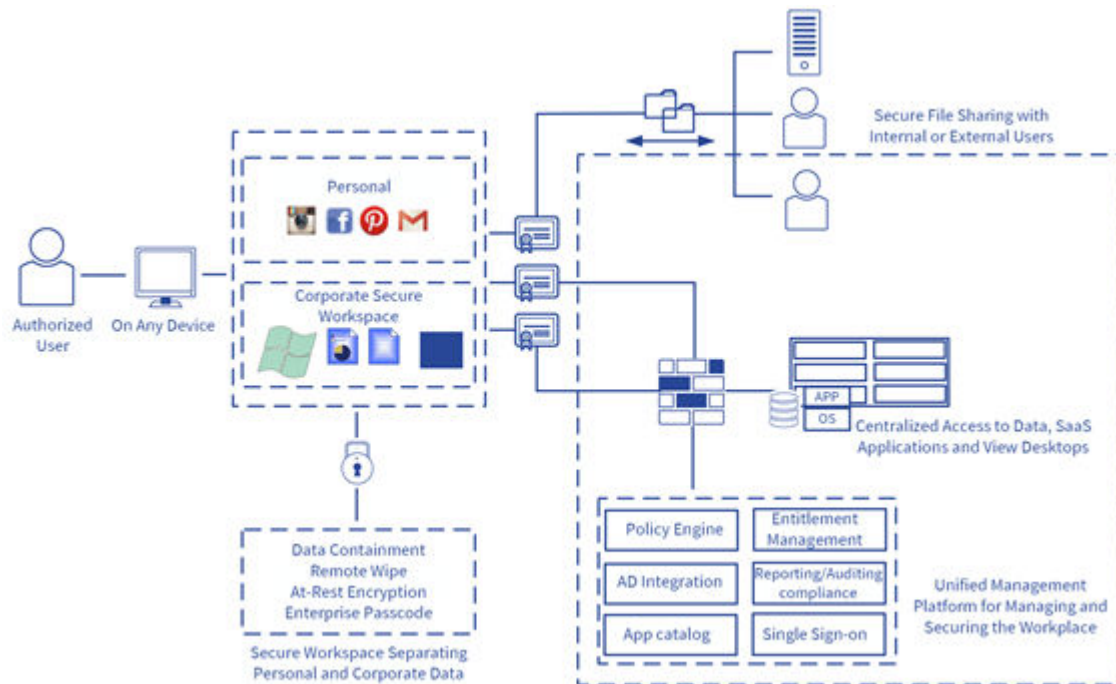 Secure File Sharing with
Internal or External Users
Personal
Authorized
User
On Any Device
Corporate Secure
Workspace
APP
OS
Centralized Access to Data, SaaS
Applications and View Desktops
Data Containment
Remote Wipe
At-Rest Encryption
Enterprise Passcode
Secure Workspace Separating
Personal and Corporate Data
Policy Engine
Entitlement
Management
AD Integration
Reporting/Auditing
compliance
App catalog
Single Sign-on
Unified Management
Platform for Managing and
Securing the Workplace